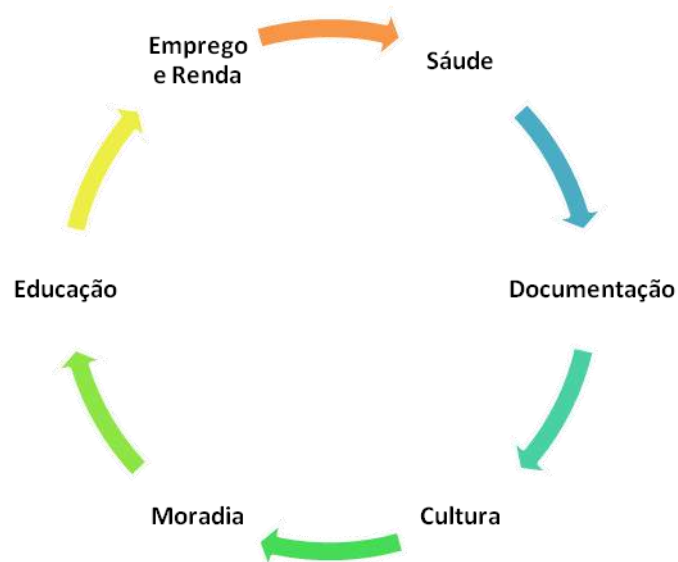 Emprego
e Renda
Sáude
Documentação
Cultura
Moradia
Educação